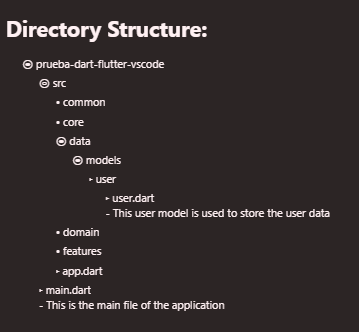 Directory Structure:
prueba-dart-flutter-vscode
src
common
core
data
models
user
user.dart
- This user model is used to store the user data
domain
features
app.dart
main.dart
- This is the main file of the application